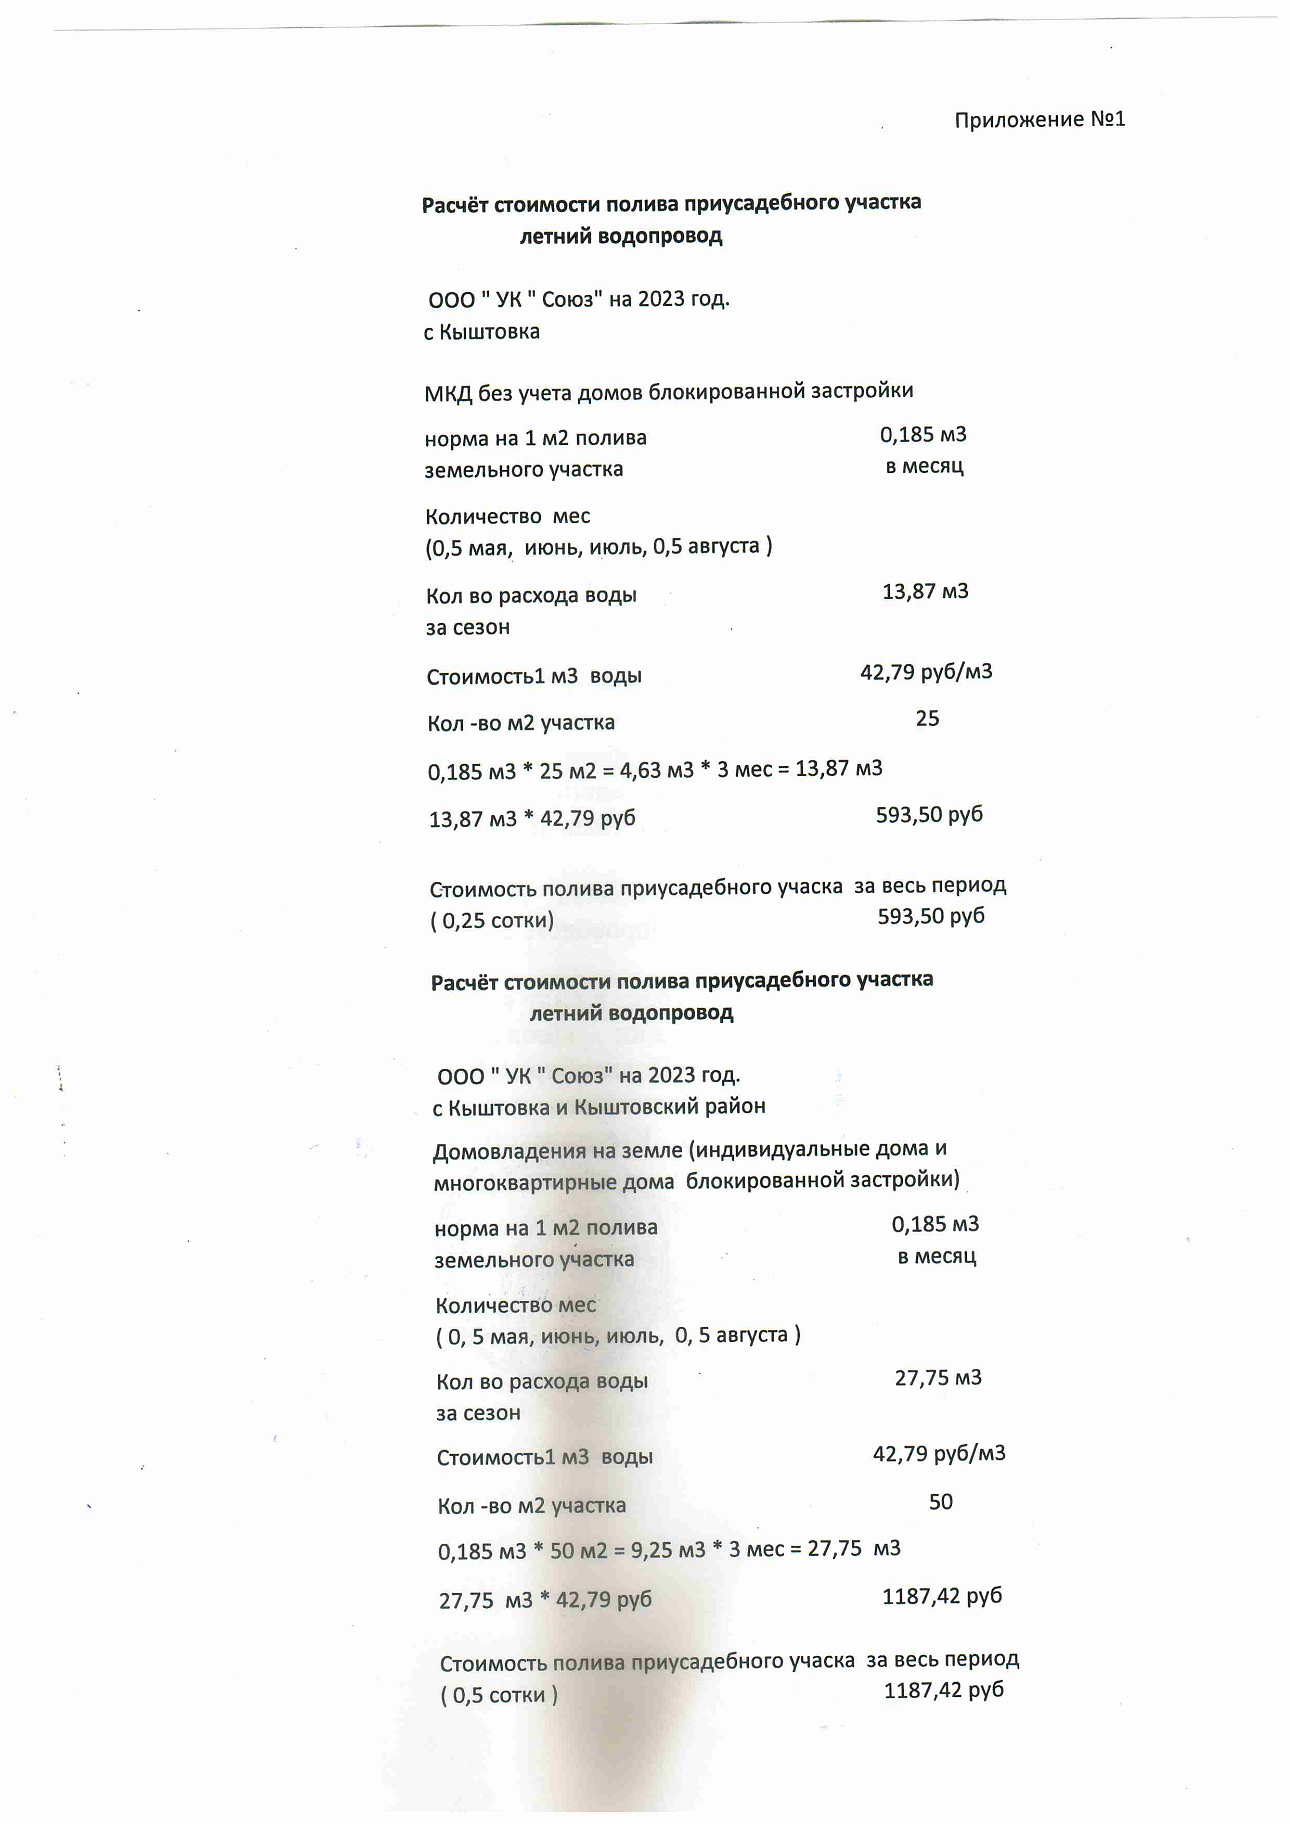 Приложение №1
Расчёт стоимости полива приусадебного участка
летний водопровод
ООО " УК " Союз" на 2023 год.
с Кыштовка
МКД без учета домов блокированной застройки
норма на 1 м2 полива 0,185 м3
земельного участка в месяц
Количество мес
(0,5 мая, июнь, июль, 0,5 августа )
Кол во расхода воды 13,87 м3
за сезон
Стоимость1 м3 воды 42,79 руб/м3
Кол -во м2 участка 25
0,185 м3 * 25 м2 = 4,63 м3 * 3 мес = 13,87 м3
13,87 м3 * 42,79 руб 593,50 руб
Стоимость полива приусадебного учаска за весь период
( 0,25 сотки) 593,50 руб
Расчёт стоимости полива приусадебного участка
летний водопровод
ООО " УК " Союз" на 2023 год.
с Кыштовка и Кыштовский район
Домовладения на земле (индивидуальные дома и
многоквартирные дома блокированной застройки)
норма на 1 м2 полива 0,185 м3
земельного участка в месяц
Количество мес
( 0, 5 мая, июнь, июль, 0, 5 августа )
Кол во расхода воды 27,75 м3
за сезон
Стоимость1 м3 воды 42,79 руб/м3
Кол -во м2 участка 50
0,185 м3 * 50 м2 = 9,25 м3 * 3 мес = 27,75 м3
27,75 м3 * 42,79 руб 1187,42 руб
Стоимость полива приусадебного учаска за весь период
( 0,5 сотки ) 1187,42 руб